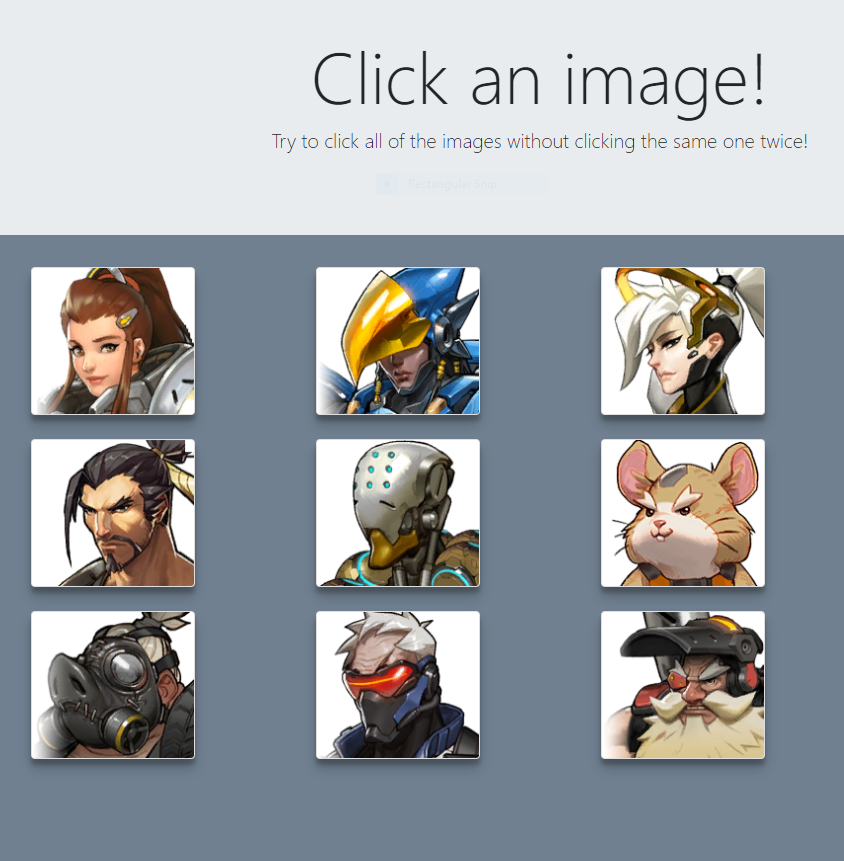 Click an image!
Try to click all of the images without clicking the same one twice!
Rectangular Snip